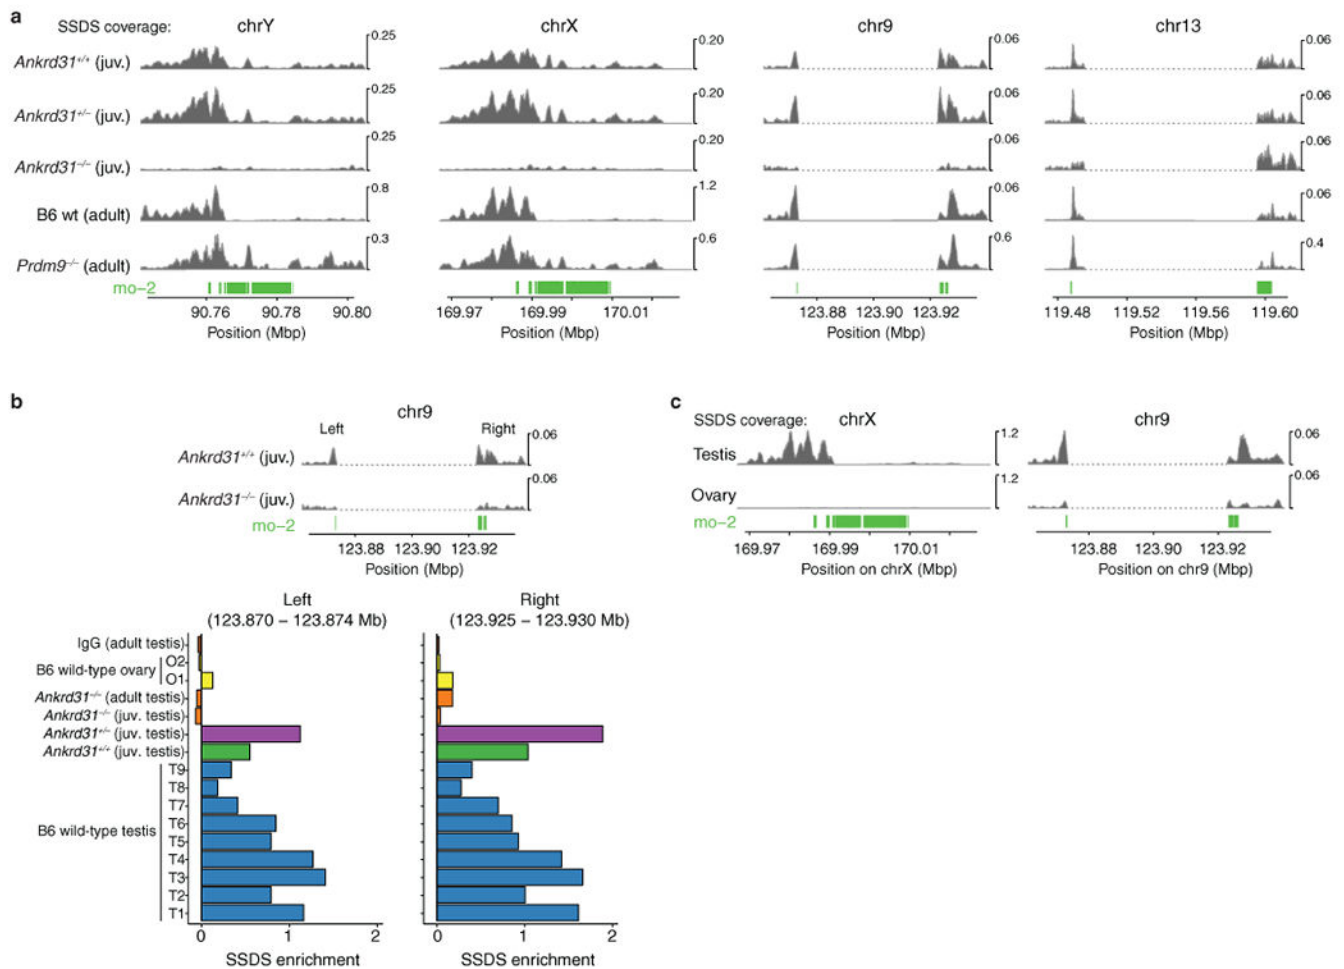 a
SSDS coverage: chrY chrX chr9 chr13
Ankrd31+/+ (juv.) 0.25 0.20 0.06 0.06
Ankrd31+/− (juv.) 0.25 0.20 0.06 0.06
Ankrd31−/− (juv.) 0.25 0.20 0.06 0.06
B6 wt (adult) 0.8 1.2 0.06 0.06
Prdm9−/− (adult) 0.3 0.6 0.6 0.4
mo−2
90.76 90.78 90.80 169.97 169.99 170.01 123.88 123.90 123.92 119.48 119.52 119.56 119.60
Position (Mbp) Position (Mbp) Position (Mbp) Position (Mbp)
b
chr9
Left Right
Ankrd31+/+ (juv.) 0.06
Ankrd31−/− (juv.) 0.06
mo−2
123.88 123.90 123.92
Position (Mbp)
Left Right
(123.870 − 123.874 Mb) (123.925 − 123.930 Mb)
IgG (adult testis)
B6 wild-type ovary
O2
O1
Ankrd31−/− (adult testis)
Ankrd31−/− (juv. testis)
Ankrd31+/− (juv. testis)
Ankrd31+/+ (juv. testis)
B6 wild-type testis
T9
T8
T7
T6
T5
T4
T3
T2
T1
0 1 2 0 1 2
SSDS enrichment SSDS enrichment
c
SSDS coverage: chrX chr9
Testis 1.2 0.06
Ovary 1.2 0.06
mo−2
169.97 169.99 170.01 123.88 123.90 123.92
Position on chrX (Mbp) Position on chr9 (Mbp)